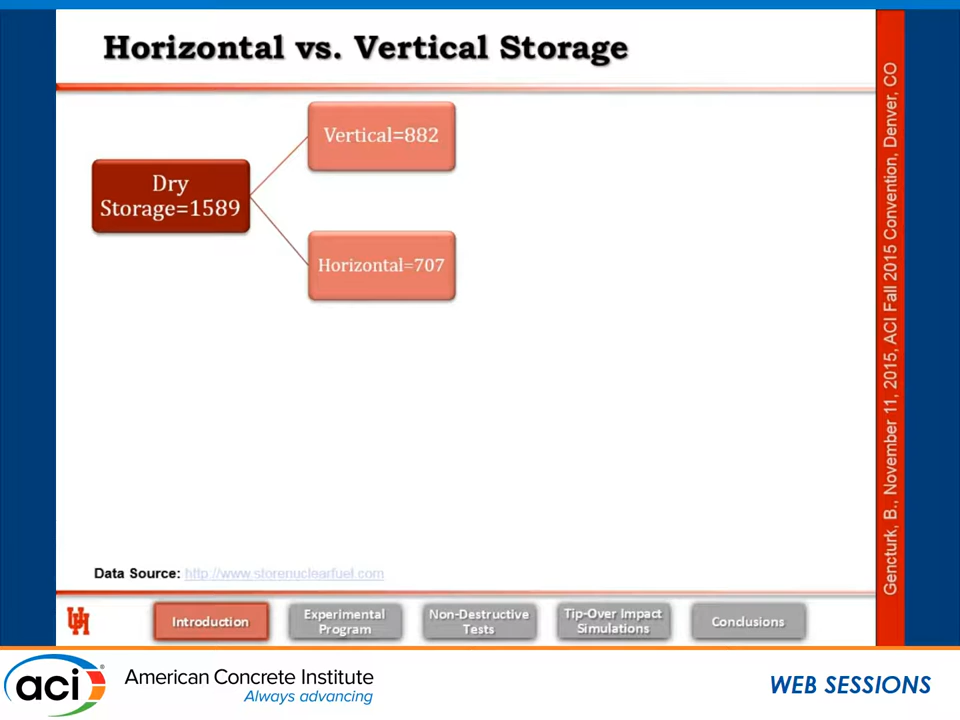 Horizontal vs. Vertical Storage
Vertical=882
Dry
Storage=1589
Horizontal=707
Data Source: http://www.storenuclearfuel.com
Gencturk, B., November 11, 2015, ACI Fall 2015 Convention, Denver, CO
UH
Introduction
Experimental
Program
Non-Destructive
Tests
Tip-Over Impact
Simulations
Conclusions
aci®
American Concrete Institute
Always advancing
WEB SESSIONS